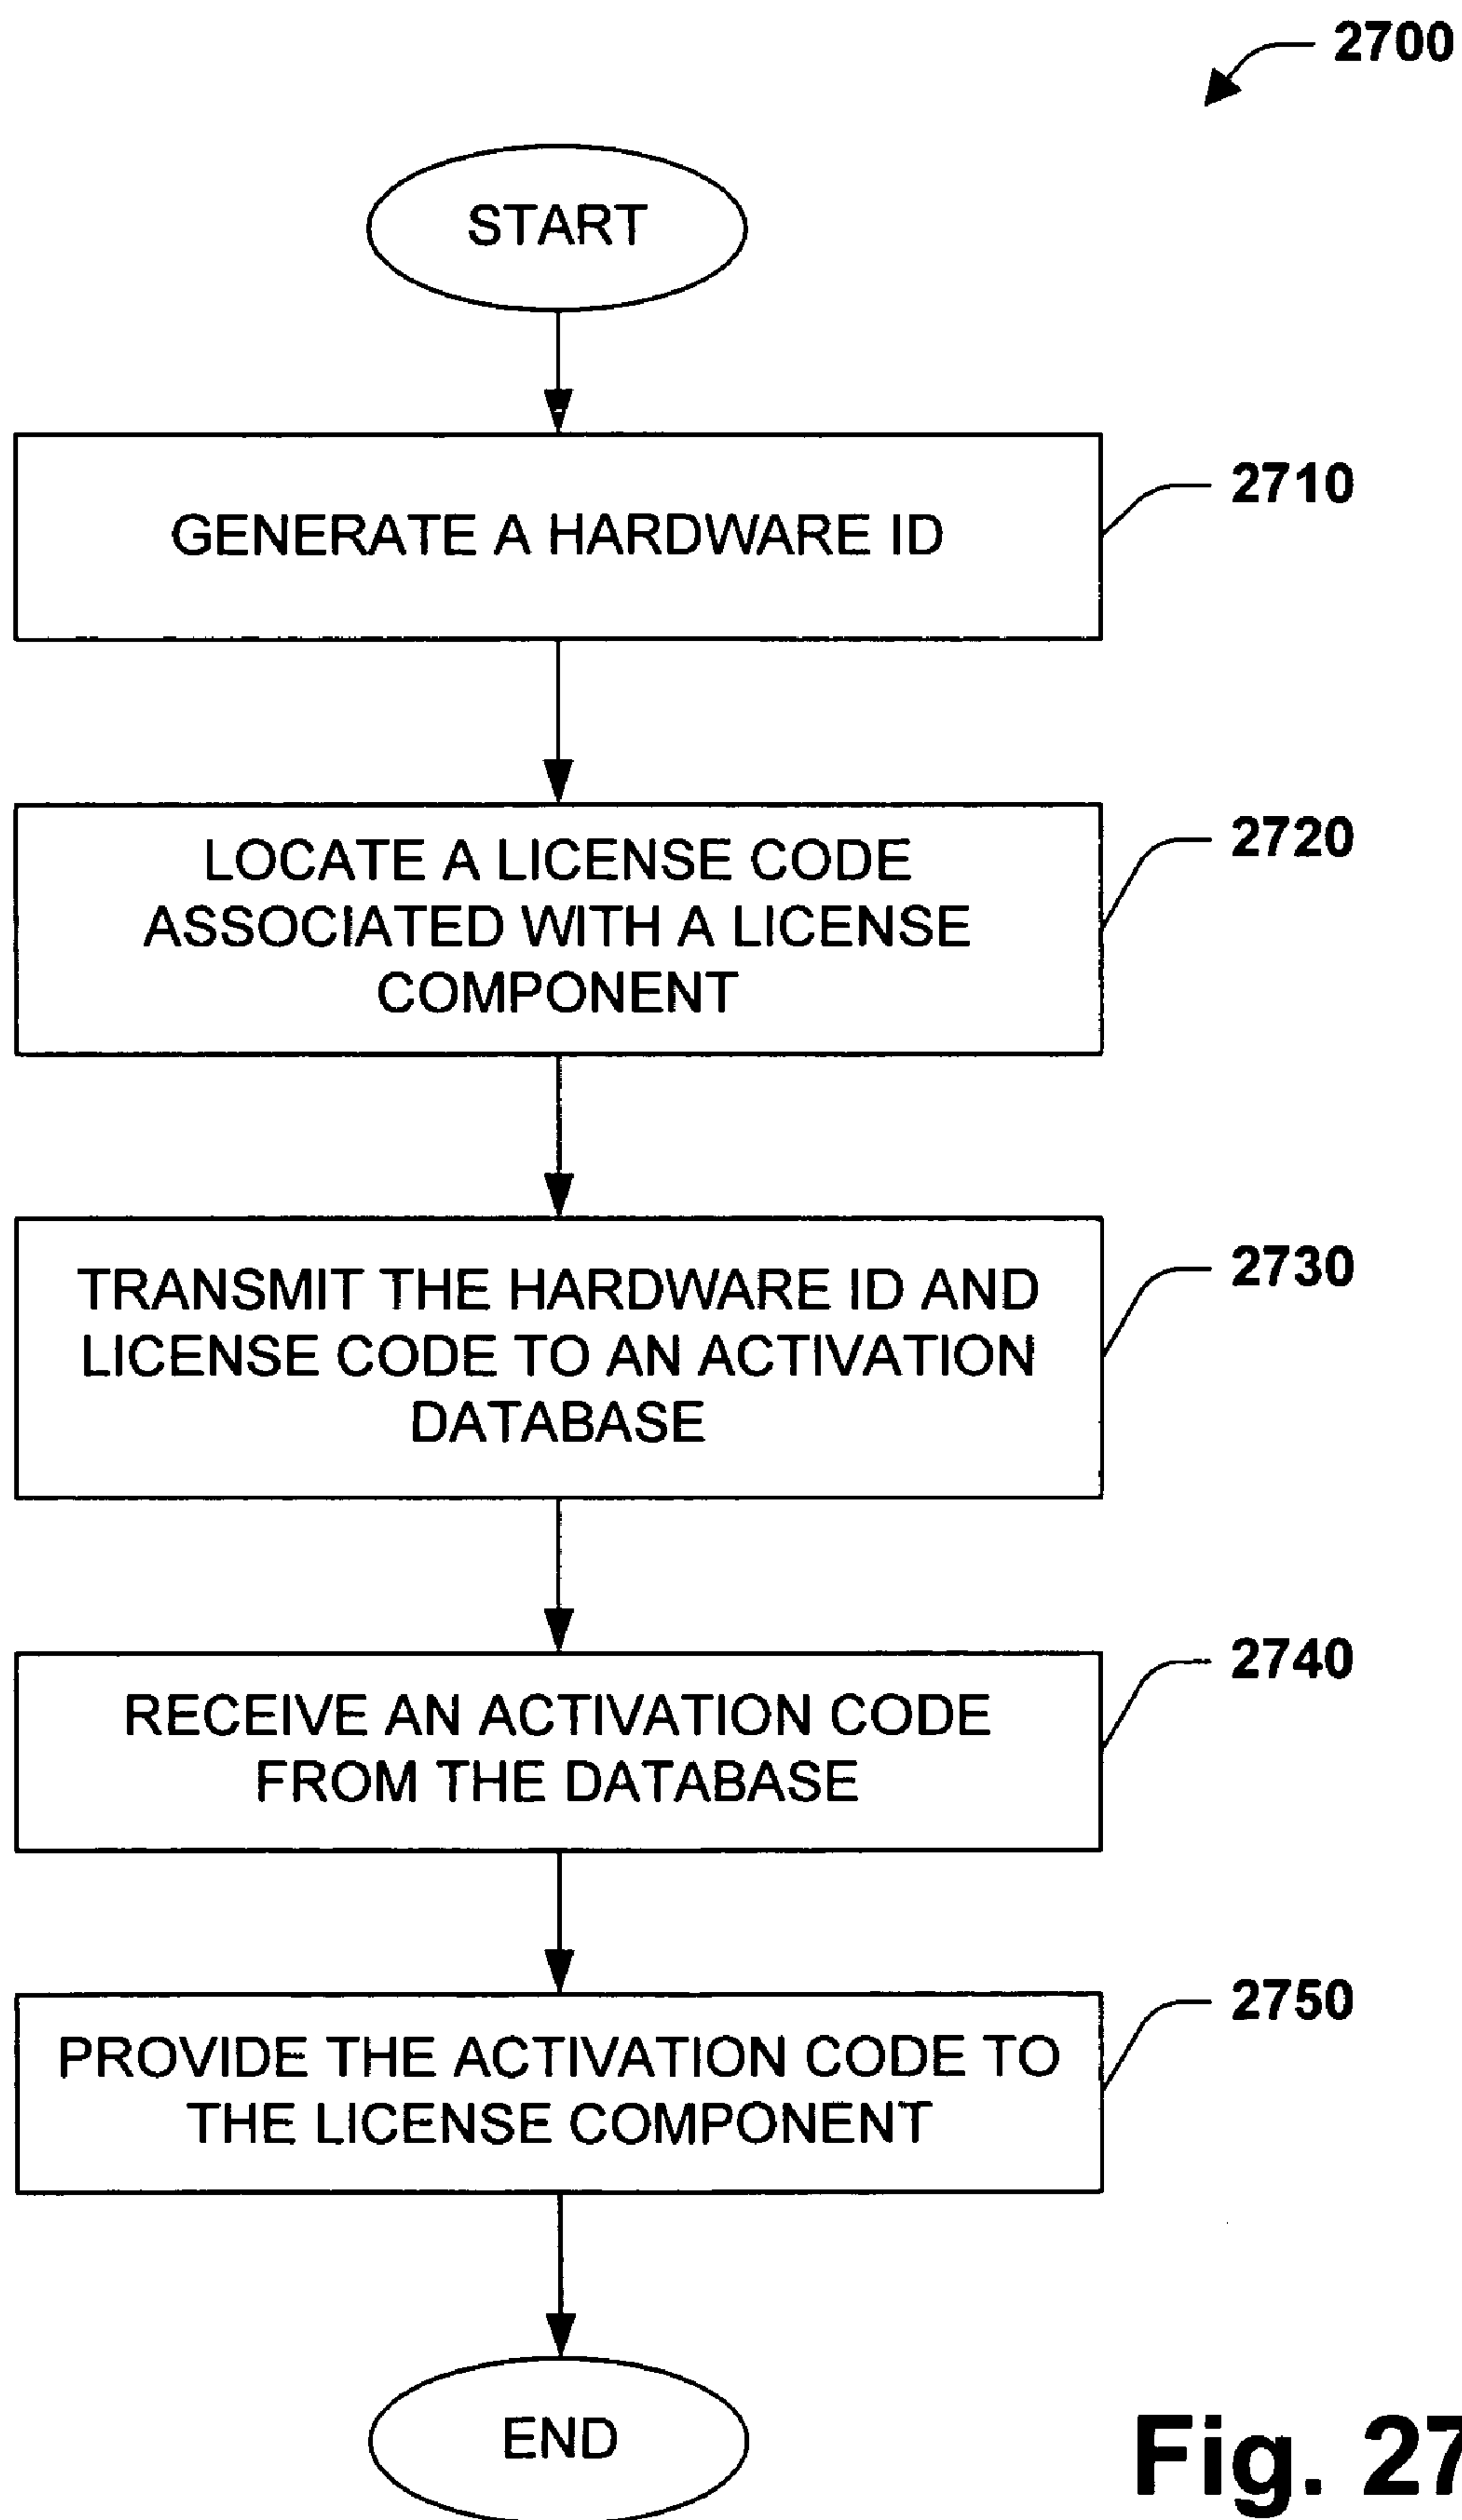 2700
START
GENERATE A HARDWARE ID
2710
LOCATE A LICENSE CODE
ASSOCIATED WITH A LICENSE
COMPONENT
2720
TRANSMIT THE HARDWARE ID AND
LICENSE CODE TO AN ACTIVATION
DATABASE
2730
RECEIVE AN ACTIVATION CODE
FROM THE DATABASE
2740
PROVIDE THE ACTIVATION CODE TO
THE LICENSE COMPONENT
2750
END
Fig. 27